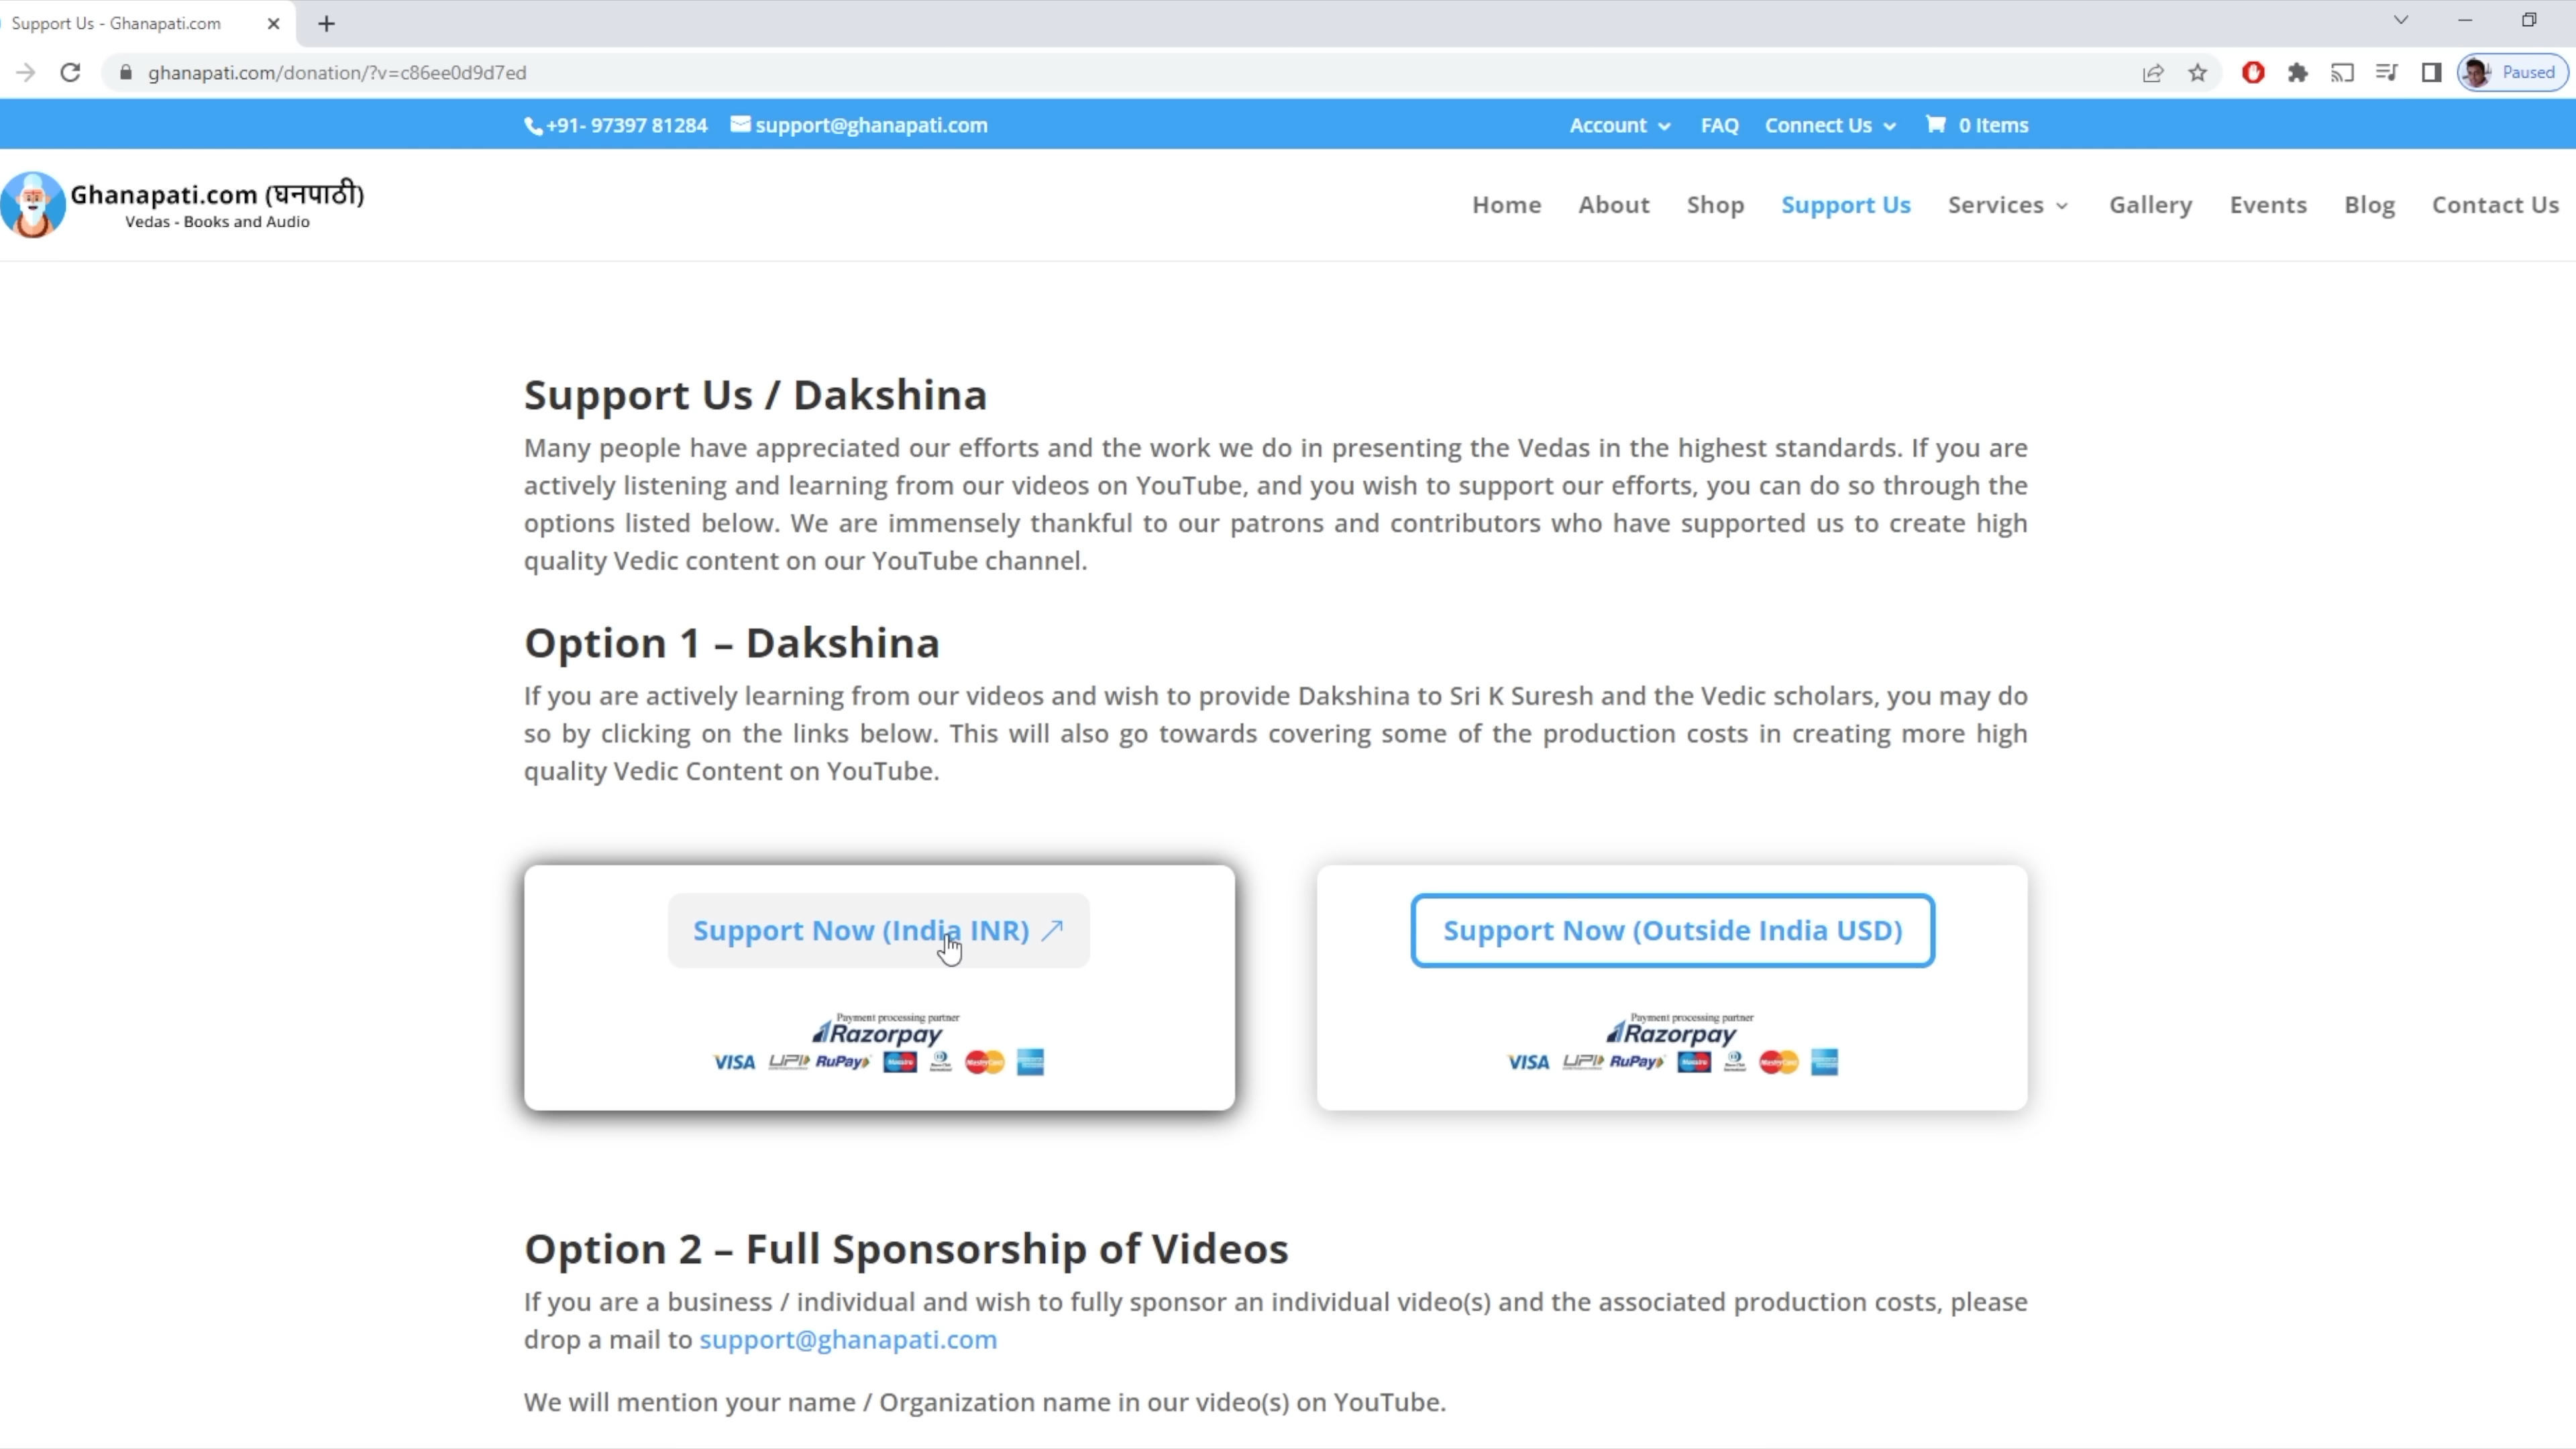 Support Us - Ghanapati.com
ghanapati.com/donation/?v=c86ee0d9d7ed
Paused
+91- 97397 81284 support@ghanapati.com Account FAQ Connect Us 0 Items
Ghanapati.com (घनपाठी)
Vedas - Books and Audio
Home About Shop Support Us Services Gallery Events Blog Contact Us
Support Us / Dakshina
Many people have appreciated our efforts and the work we do in presenting the Vedas in the highest standards. If you are
actively listening and learning from our videos on YouTube, and you wish to support our efforts, you can do so through the
options listed below. We are immensely thankful to our patrons and contributors who have supported us to create high
quality Vedic content on our YouTube channel.
Option 1 – Dakshina
If you are actively learning from our videos and wish to provide Dakshina to Sri K Suresh and the Vedic scholars, you may do
so by clicking on the links below. This will also go towards covering some of the production costs in creating more high
quality Vedic Content on YouTube.
Support Now (India INR)
Payment processing partner
Razorpay
VISA UPI RuPay Maestro MasterCard
Support Now (Outside India USD)
Payment processing partner
Razorpay
VISA UPI RuPay Maestro MasterCard
Option 2 – Full Sponsorship of Videos
If you are a business / individual and wish to fully sponsor an individual video(s) and the associated production costs, please
drop a mail to support@ghanapati.com
We will mention your name / Organization name in our video(s) on YouTube.